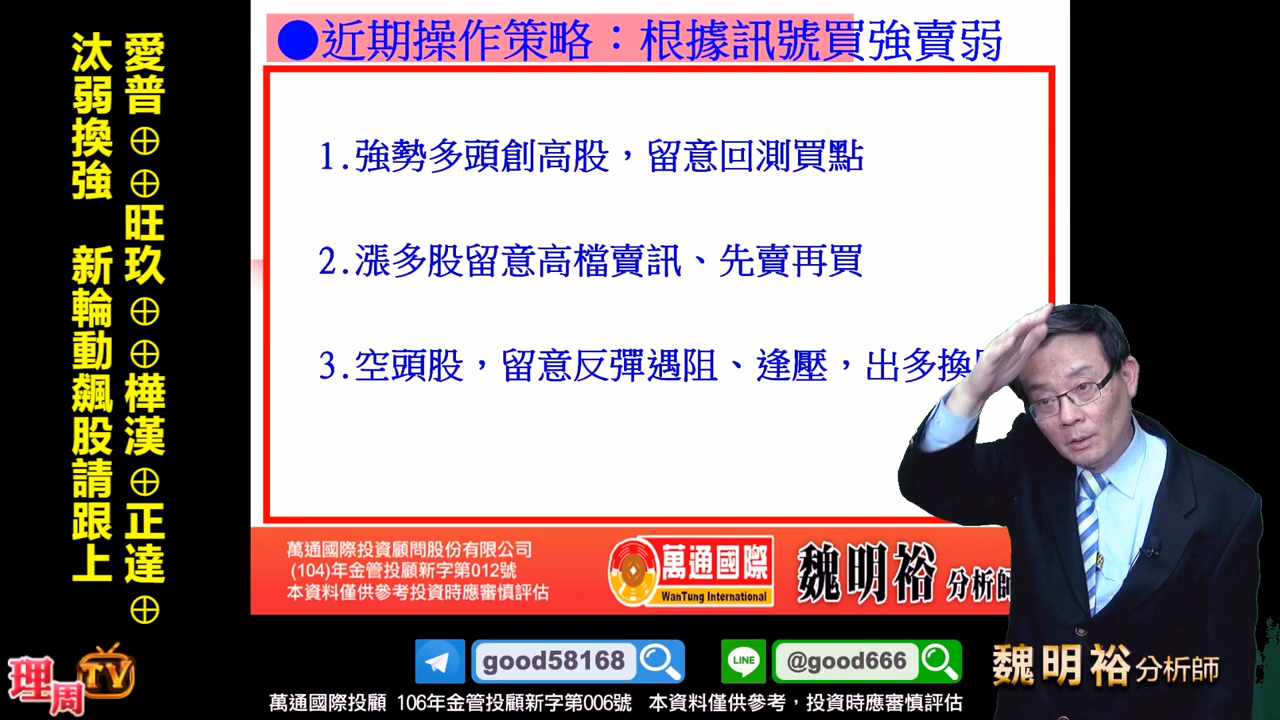 愛普⊕⊕旺玖⊕⊕樺漢⊕正達⊕
汰弱換強 新輪動飆股請跟上
●近期操作策略：根據訊號買強賣弱
1.強勢多頭創高股，留意回測買點
2.漲多股留意高檔賣訊、先賣再買
3.空頭股，留意反彈遇阻、逢壓，出多換
萬通國際投資顧問股份有限公司
(104)年金管投顧新字第012號
本資料僅供參考投資時應審慎評估
萬通國際
WanTung International
魏明裕 分析師
理周TV
good58168
LINE
@good666
魏明裕分析師
萬通國際投顧 106年金管投顧新字第006號 本資料僅供參考，投資時應審慎評估